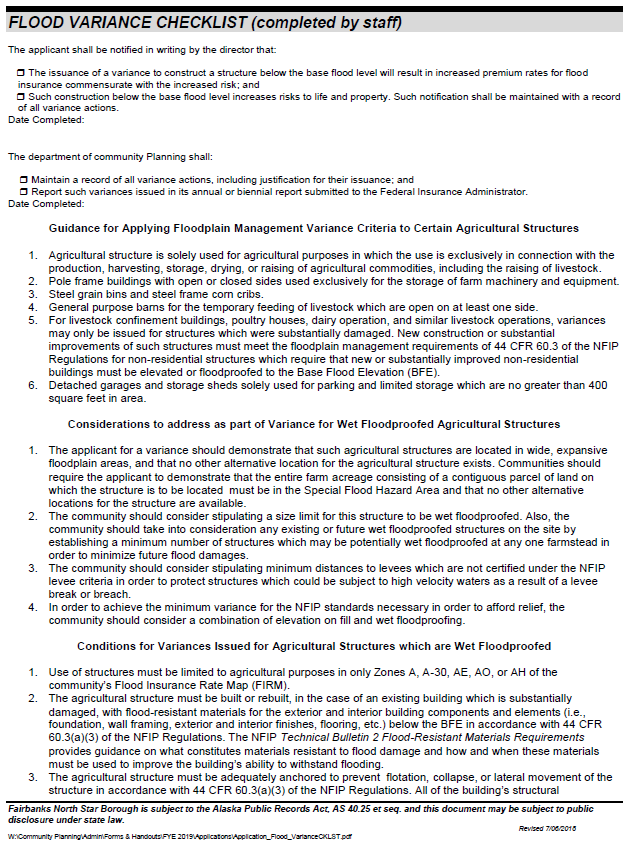 FLOOD VARIANCE CHECKLIST (completed by staff)
The applicant shall be notified in writing by the director that:
❒ The issuance of a variance to construct a structure below the base flood level will result in increased premium rates for flood
insurance commensurate with the increased risk; and
❒ Such construction below the base flood level increases risks to life and property. Such notification shall be maintained with a record
of all variance actions.
Date Completed:
The department of community Planning shall:
❒ Maintain a record of all variance actions, including justification for their issuance; and
❒ Report such variances issued in its annual or biennial report submitted to the Federal Insurance Administrator.
Date Completed:
Guidance for Applying Floodplain Management Variance Criteria to Certain Agricultural Structures
1. Agricultural structure is solely used for agricultural purposes in which the use is exclusively in connection with the
production, harvesting, storage, drying, or raising of agricultural commodities, including the raising of livestock.
2. Pole frame buildings with open or closed sides used exclusively for the storage of farm machinery and equipment.
3. Steel grain bins and steel frame corn cribs.
4. General purpose barns for the temporary feeding of livestock which are open on at least one side.
5. For livestock confinement buildings, poultry houses, dairy operation, and similar livestock operations, variances
may only be issued for structures which were substantially damaged. New construction or substantial
improvements of such structures must meet the floodplain management requirements of 44 CFR 60.3 of the NFIP
Regulations for non-residential structures which require that new or substantially improved non-residential
buildings must be elevated or floodproofed to the Base Flood Elevation (BFE).
6. Detached garages and storage sheds solely used for parking and limited storage which are no greater than 400
square feet in area.
Considerations to address as part of Variance for Wet Floodproofed Agricultural Structures
1. The applicant for a variance should demonstrate that such agricultural structures are located in wide, expansive
floodplain areas, and that no other alternative location for the agricultural structure exists. Communities should
require the applicant to demonstrate that the entire farm acreage consisting of a contiguous parcel of land on
which the structure is to be located must be in the Special Flood Hazard Area and that no other alternative
locations for the structure are available.
2. The community should consider stipulating a size limit for this structure to be wet floodproofed. Also, the
community should take into consideration any existing or future wet floodproofed structures on the site by
establishing a minimum number of structures which may be potentially wet floodproofed at any one farmstead in
order to minimize future flood damages.
3. The community should consider stipulating minimum distances to levees which are not certified under the NFIP
levee criteria in order to protect structures which could be subject to high velocity waters as a result of a levee
break or breach.
4. In order to achieve the minimum variance for the NFIP standards necessary in order to afford relief, the
community should consider a combination of elevation on fill and wet floodproofing.
Conditions for Variances Issued for Agricultural Structures which are Wet Floodproofed
1. Use of structures must be limited to agricultural purposes in only Zones A, A-30, AE, AO, or AH of the
community's Flood Insurance Rate Map (FIRM).
2. The agricultural structure must be built or rebuilt, in the case of an existing building which is substantially
damaged, with flood-resistant materials for the exterior and interior building components and elements (i.e.,
foundation, wall framing, exterior and interior finishes, flooring, etc.) below the BFE in accordance with 44 CFR
60.3(a)(3) of the NFIP Regulations. The NFIP Technical Bulletin 2 Flood-Resistant Materials Requirements
provides guidance on what constitutes materials resistant to flood damage and how and when these materials
must be used to improve the building's ability to withstand flooding.
3. The agricultural structure must be adequately anchored to prevent flotation, collapse, or lateral movement of the
structure in accordance with 44 CFR 60.3(a)(3) of the NFIP Regulations. All of the building's structural
Fairbanks North Star Borough is subject to the Alaska Public Records Act, AS 40.25 et seq. and this document may be subject to public
disclosure under state law.
Revised 7/06/2018
W:\Community Planning\Admin\Forms & Handouts\FYE 2019\Applications\Application_Flood_VarianceCKLST.pdf